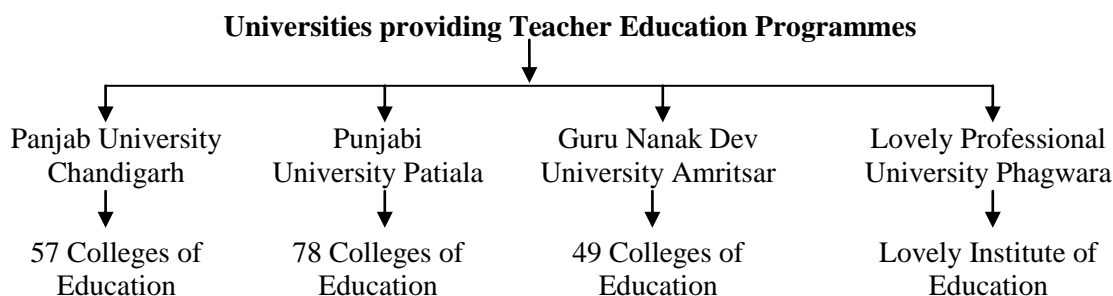 Universities providing Teacher Education Programmes
Panjab University
Chandigarh
Punjabi
University Patiala
Guru Nanak Dev
University Amritsar
Lovely Professional
University Phagwara
57 Colleges of
Education
78 Colleges of
Education
49 Colleges of
Education
Lovely Institute of
Education